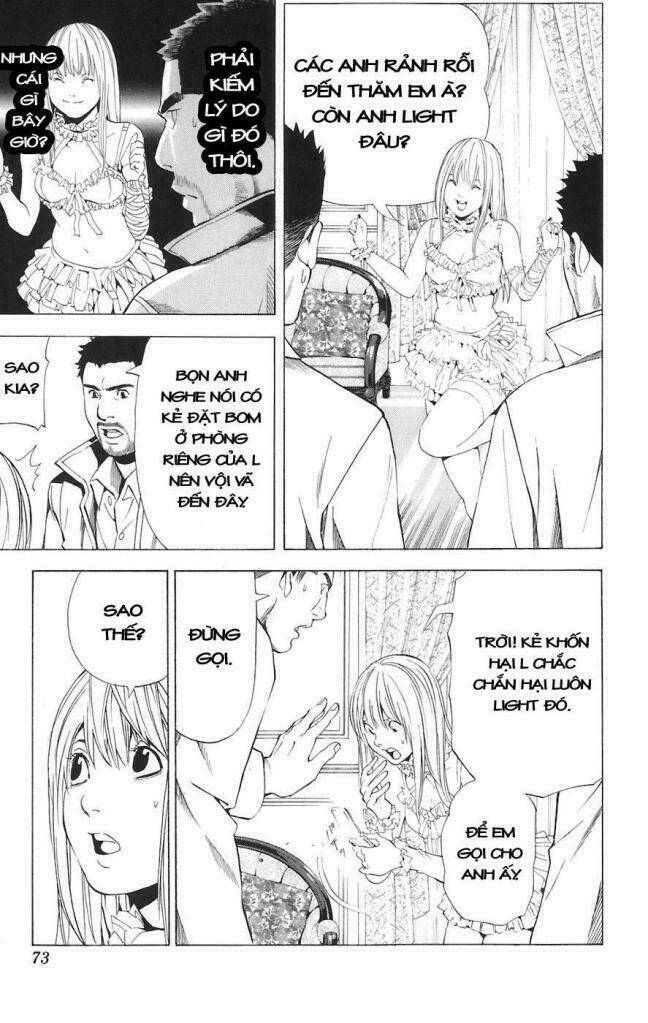 CÁC ANH RẢNH RỖI
ĐẾN THĂM EM À?
CÒN ANH LIGHT
ĐÂU?
PHẢI
KIẾM
LÝ DO
GÌ ĐÓ
THÔI.
NHƯNG
CÁI
GÌ
BÂY
GIỜ?
BỌN ANH
NGHE NÓI CÓ
KẺ ĐẶT BOM
Ở PHÒNG
RIÊNG CỦA L
NÊN VỘI VÃ
ĐẾN ĐÂY.
SAO
KIA?
TRỜI! KẺ KHỐN
HẠI L CHẮC
CHẮN HẠI LUÔN
LIGHT ĐÓ.
ĐỂ EM
GỌI CHO
ANH ẤY.
ĐỪNG
GỌI.
SAO
THẾ?
73